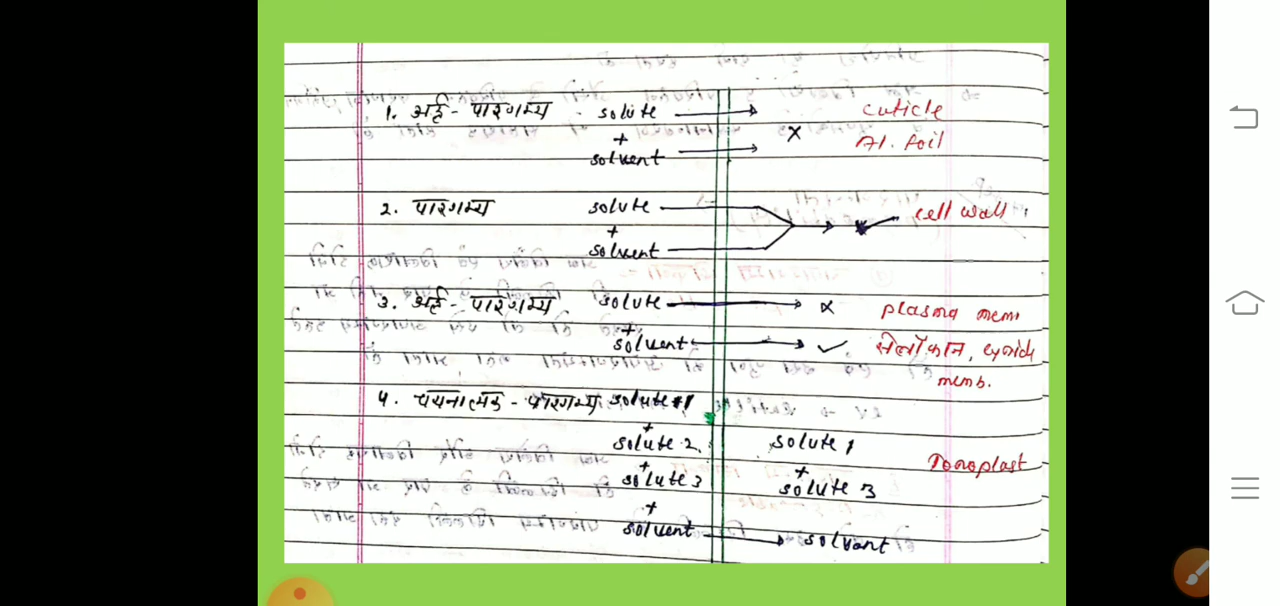 1. अर्द्ध - पारगम्य solute → cuticle
+ × Al. foil
solvent →
2. पारगम्य solute
+ → cell wall
solvent
3. अर्द्ध - पारगम्य solute → × plasma mem
+
solvent ↔ ✓ सेलोफान,
memb.
4. चयनात्मक - पारगम्य solute 1
+
solute 2 solute 1 Tonoplast
+ +
solute 3 solute 3
+
solvent → solvent